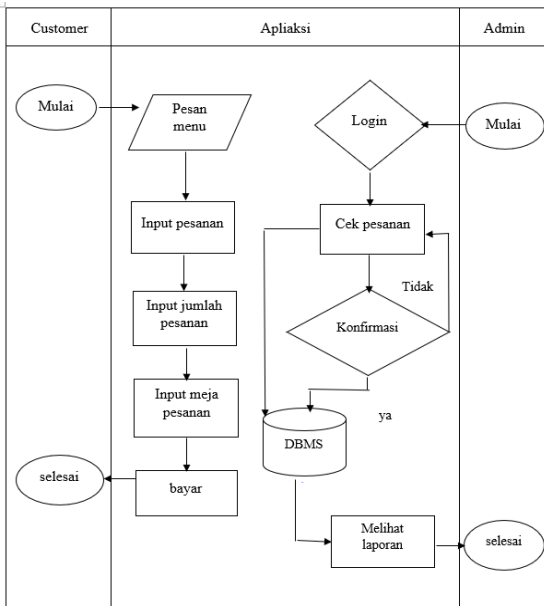 Customer
Apliaksi
Admin
Mulai
Pesan
menu
Login
Mulai
Input pesanan
Cek pesanan
Tidak
Input jumlah
pesanan
Konfirmasi
Input meja
pesanan
ya
DBMS
selesai
bayar
Melihat
laporan
selesai